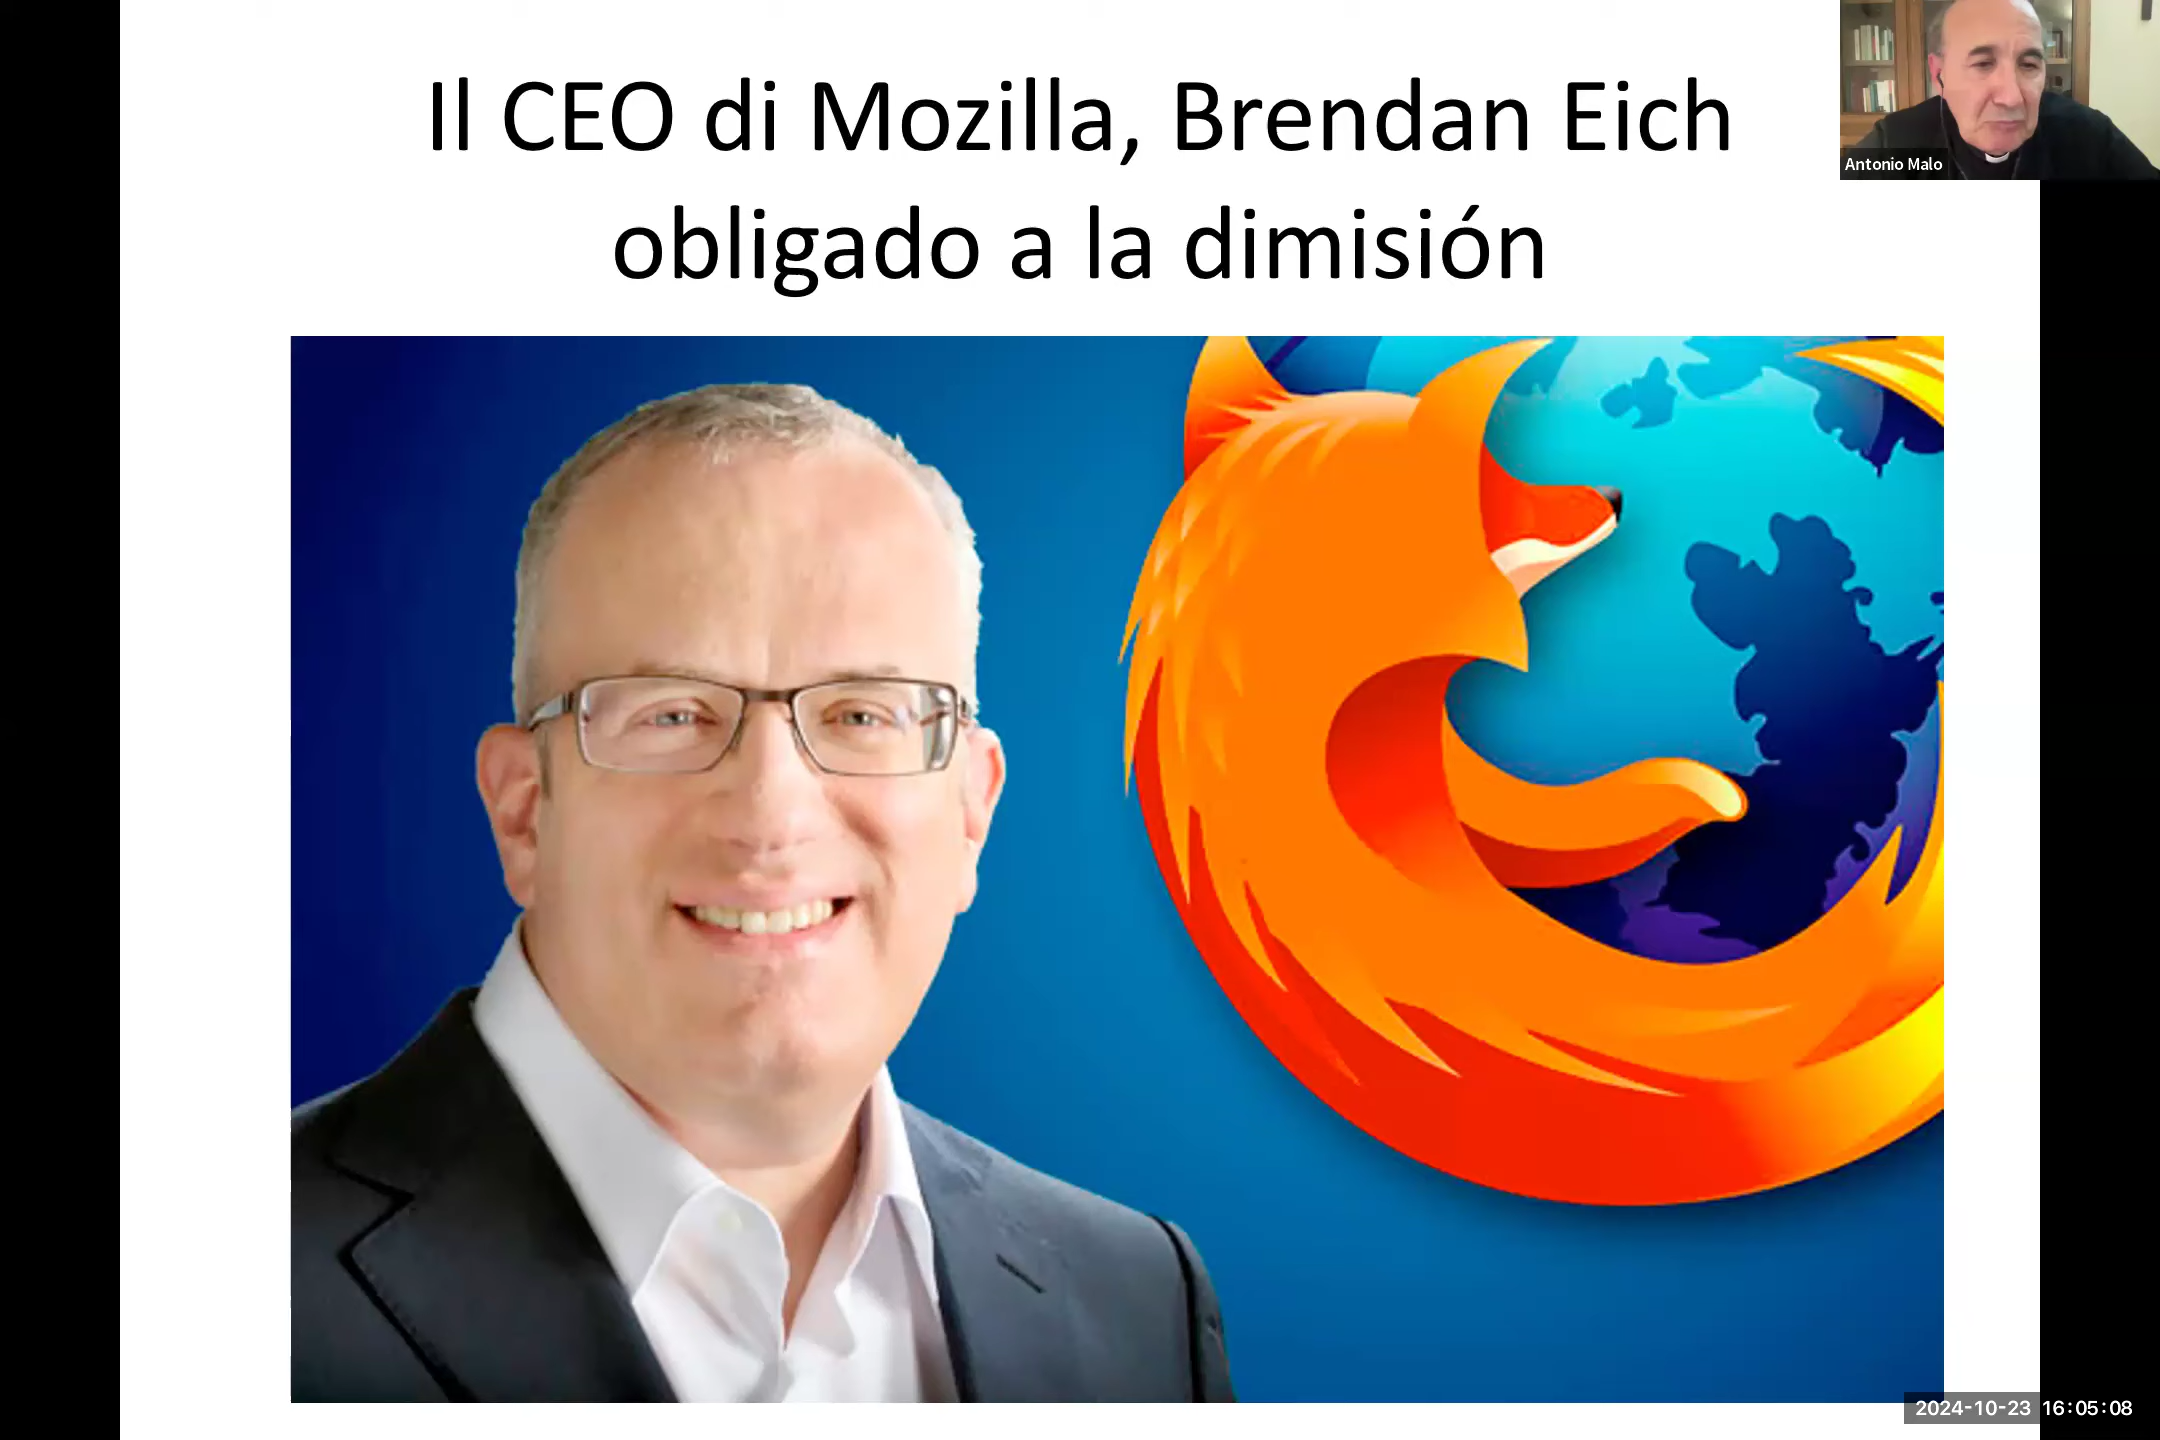 Il CEO di Mozilla, Brendan Eich
obligado a la dimisión
Antonio Malo
2024-10-23 16:05:08